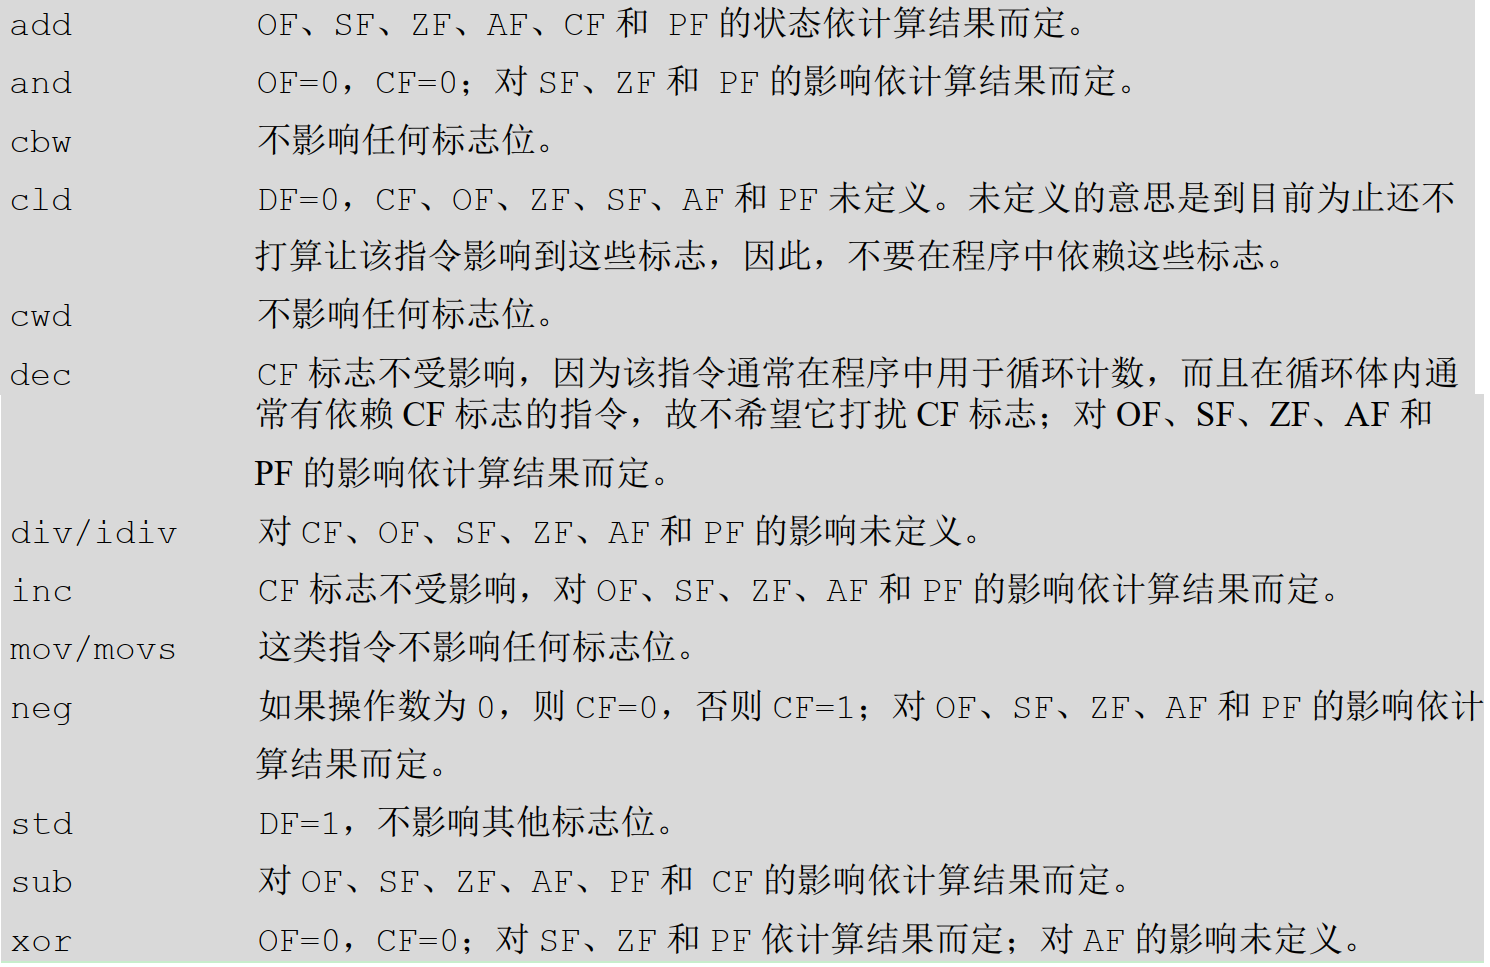 add OF、SF、ZF、AF、CF 和 PF 的状态依计算结果而定。
and OF=0，CF=0；对 SF、ZF 和 PF 的影响依计算结果而定。
cbw 不影响任何标志位。
cld DF=0，CF、OF、ZF、SF、AF 和 PF 未定义。未定义的意思是到目前为止还不
打算让该指令影响到这些标志，因此，不要在程序中依赖这些标志。
cwd 不影响任何标志位。
dec CF 标志不受影响，因为该指令通常在程序中用于循环计数，而且在循环体内通
常有依赖 CF 标志的指令，故不希望它打扰 CF 标志；对 OF、SF、ZF、AF 和
PF 的影响依计算结果而定。
div/idiv 对 CF、OF、SF、ZF、AF 和 PF 的影响未定义。
inc CF 标志不受影响，对 OF、SF、ZF、AF 和 PF 的影响依计算结果而定。
mov/movs 这类指令不影响任何标志位。
neg 如果操作数为 0，则 CF=0，否则 CF=1；对 OF、SF、ZF、AF 和 PF 的影响依计
算结果而定。
std DF=1，不影响其他标志位。
sub 对 OF、SF、ZF、AF、PF 和 CF 的影响依计算结果而定。
xor OF=0，CF=0；对 SF、ZF 和 PF 依计算结果而定；对 AF 的影响未定义。